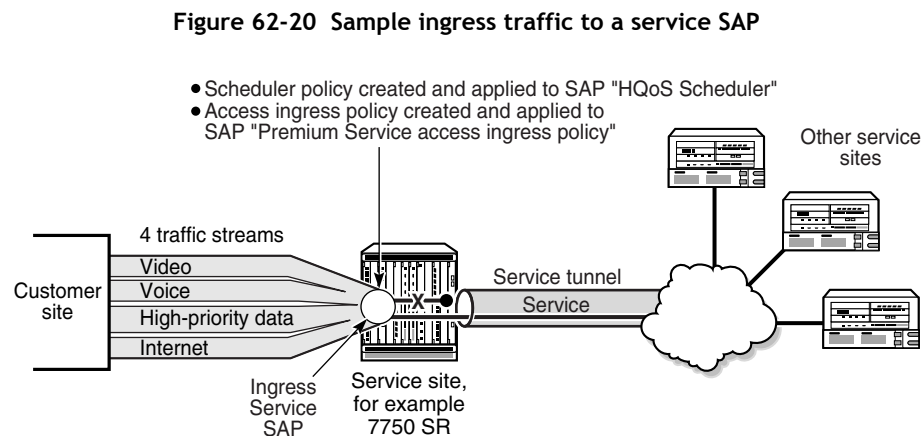 Figure 62-20 Sample ingress traffic to a service SAP
● Scheduler policy created and applied to SAP "HQoS Scheduler"
● Access ingress policy created and applied to
SAP "Premium Service access ingress policy"
Other service
sites
4 traffic streams
Video
Voice
High-priority data
Internet
Customer
site
X
Service tunnel
Service
Ingress
Service
SAP
Service site,
for example
7750 SR